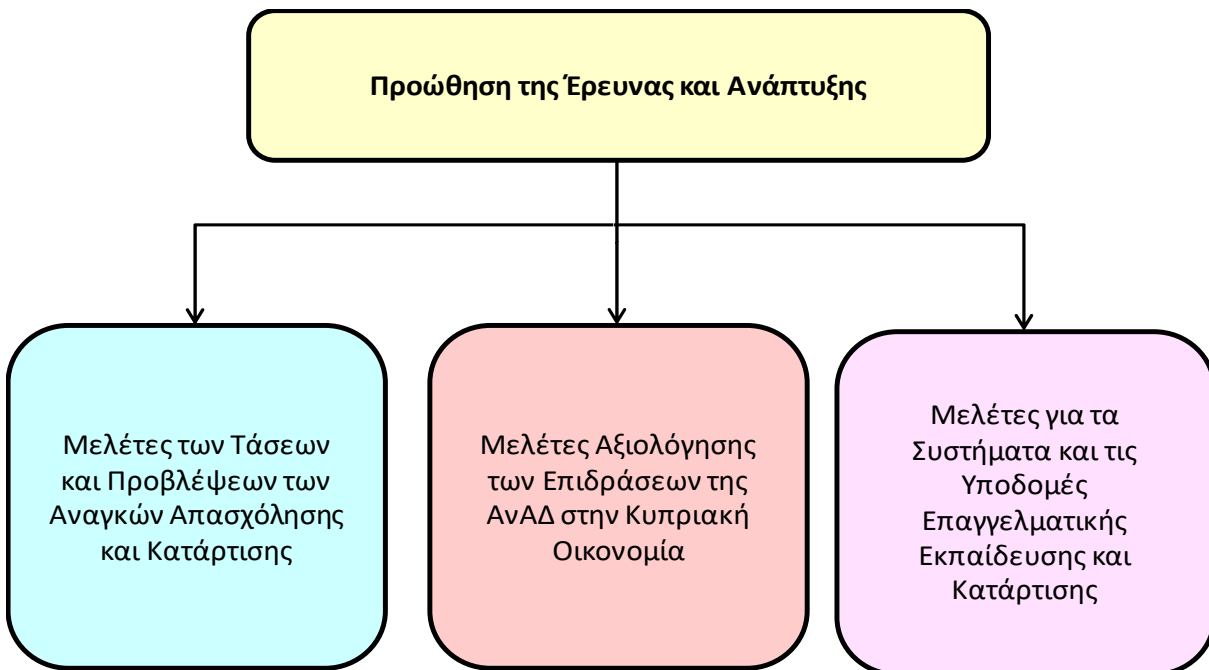 Προώθηση της Έρευνας και Ανάπτυξης
Μελέτες των Τάσεων
και Προβλέψεων των
Αναγκών Απασχόλησης
και Κατάρτισης
Μελέτες Αξιολόγησης
των Επιδράσεων της
ΑνΑΔ στην Κυπριακή
Οικονομία
Μελέτες για τα
Συστήματα και τις
Υποδομές
Επαγγελματικής
Εκπαίδευσης και
Κατάρτισης